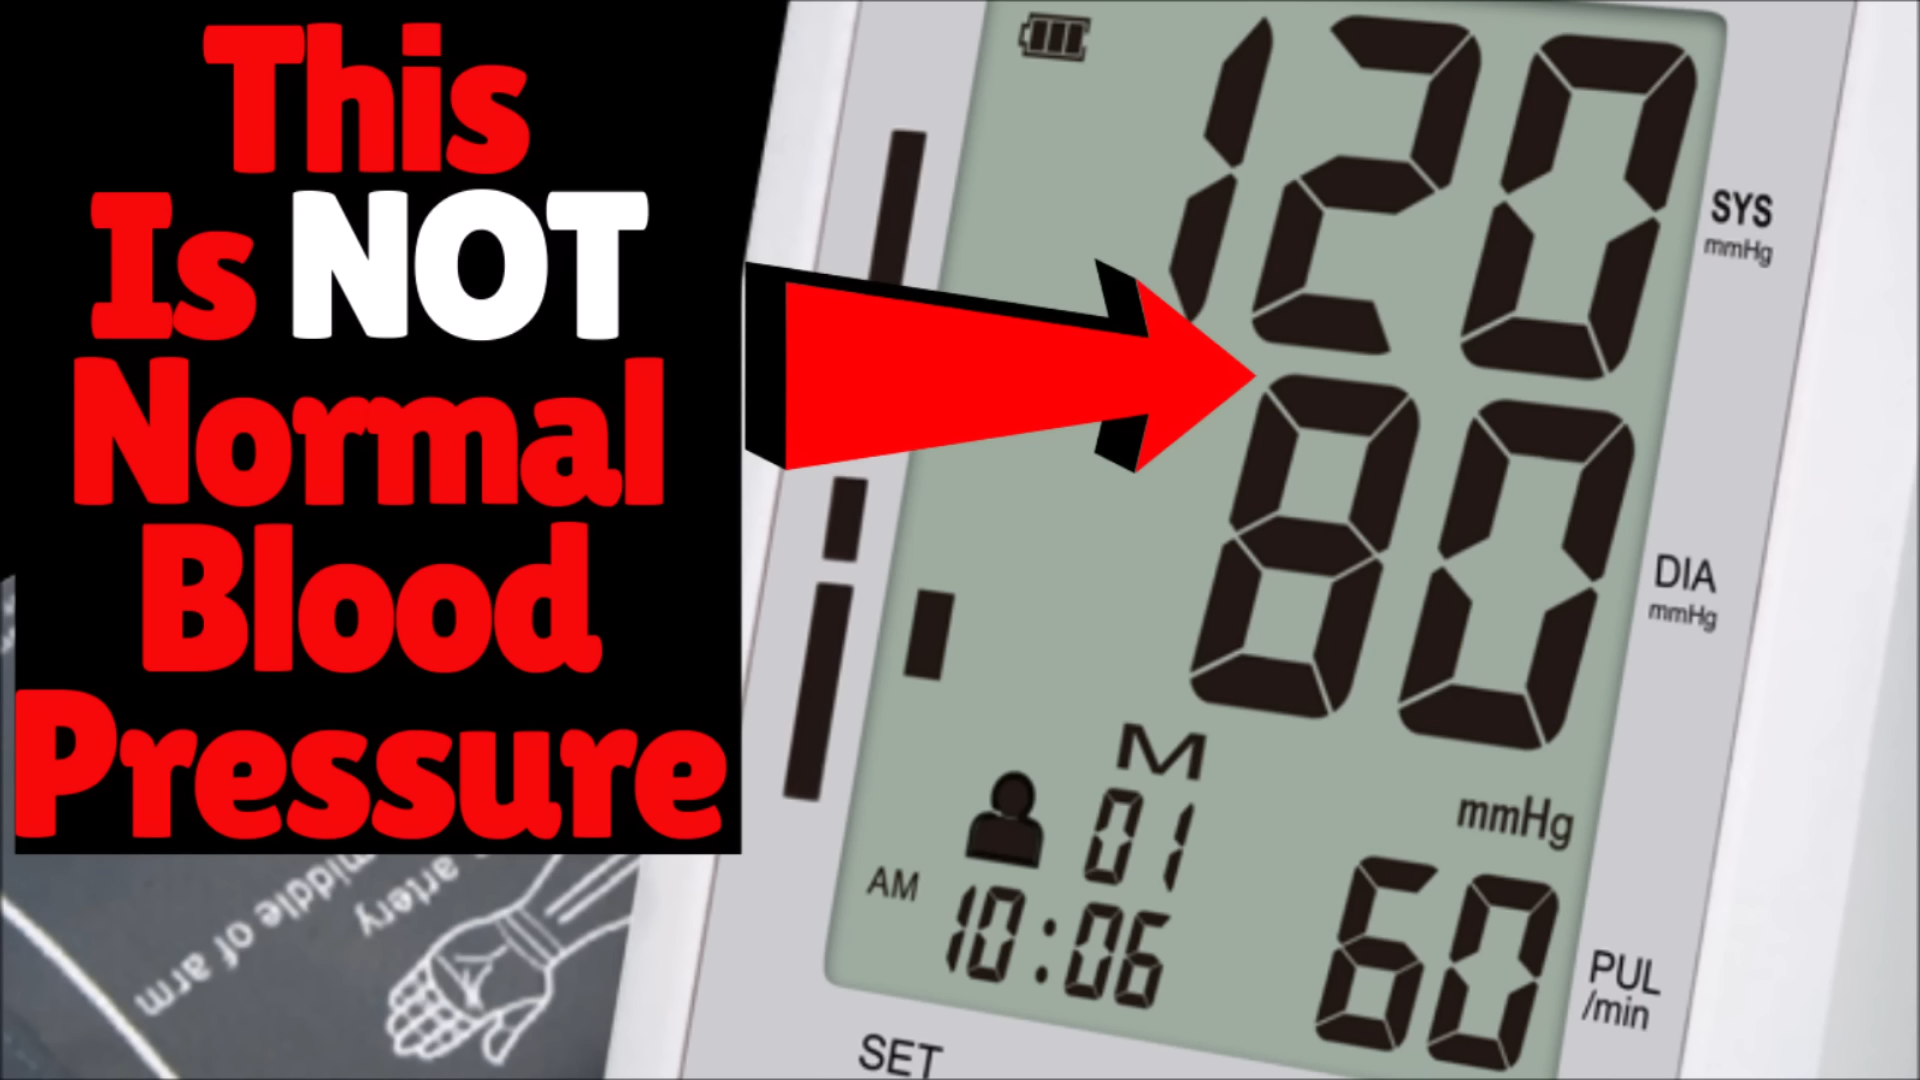 This
Is NOT
Normal
Blood
Pressure
120
SYS
mmHg
80
DIA
mmHg
M
01
mmHg
AM
10:06
60
PUL
/min
SET
artery
middle of arm